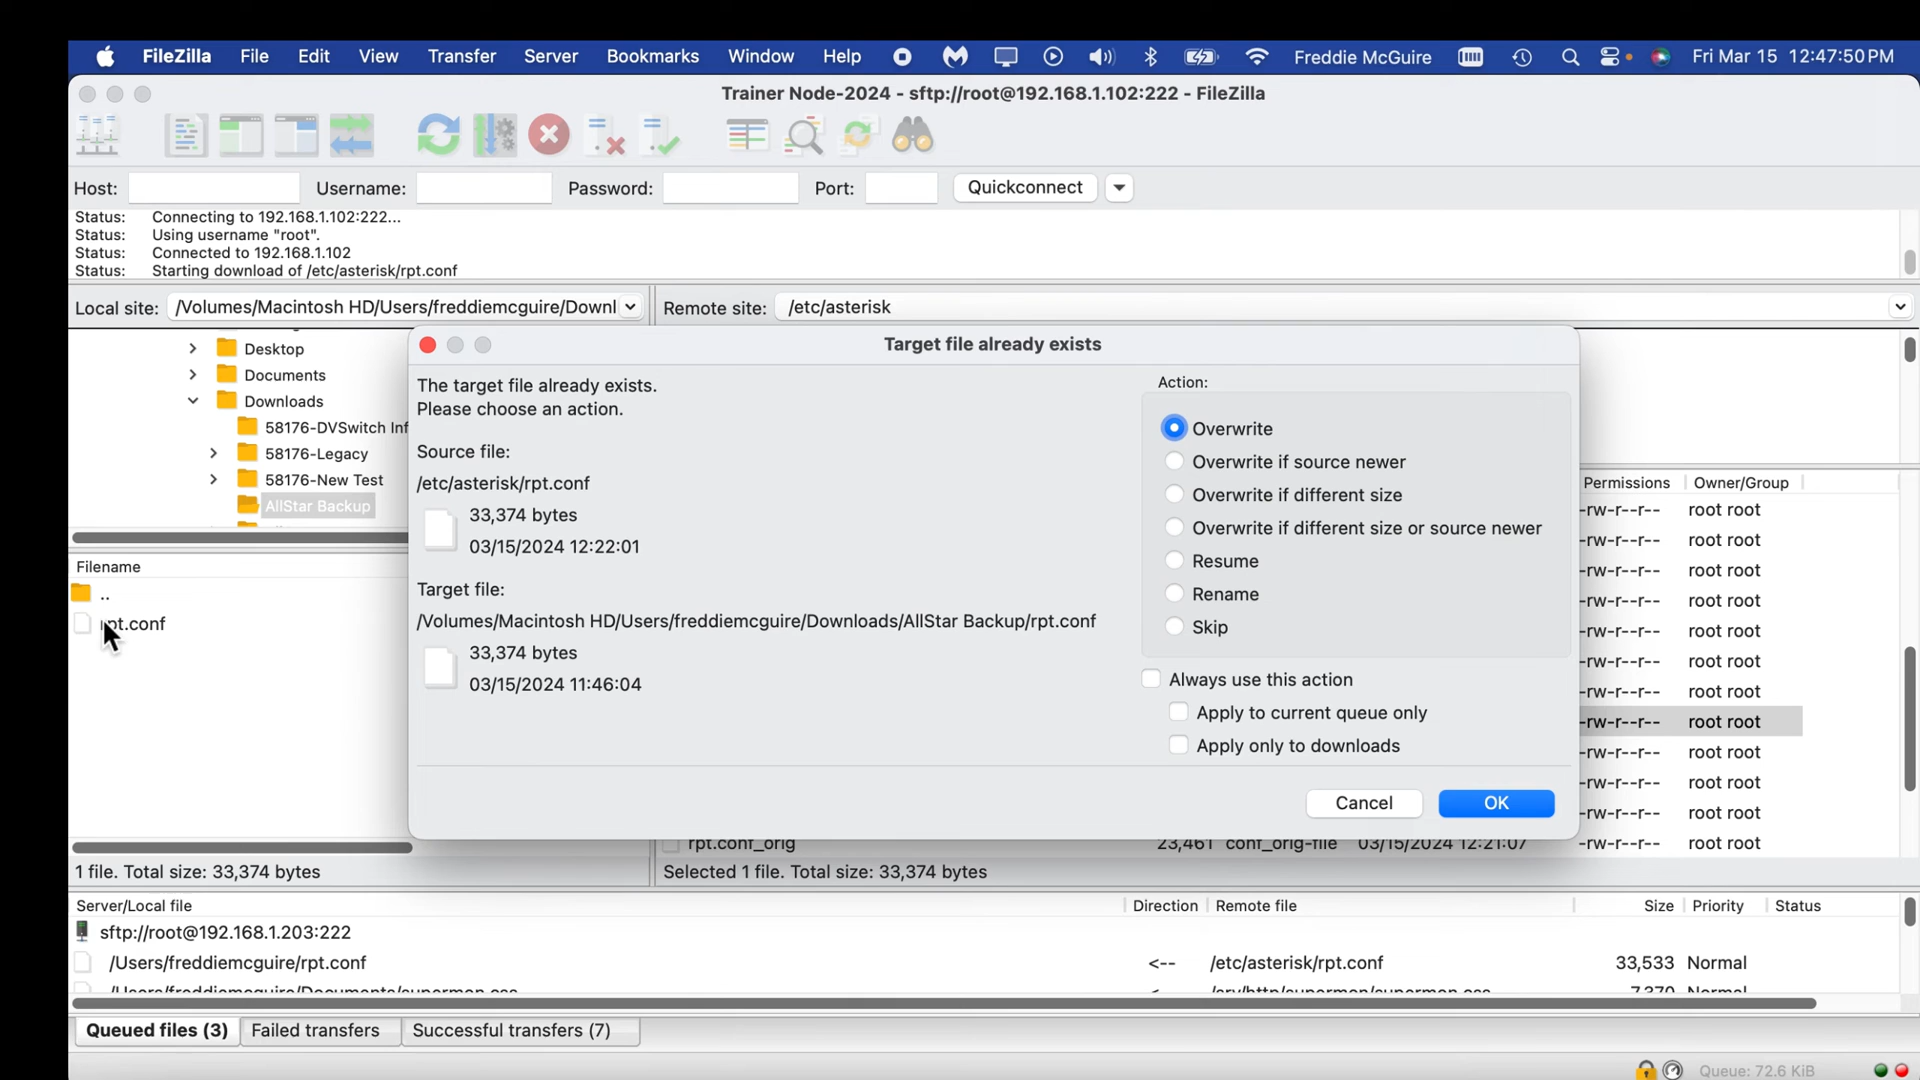 FileZilla File Edit View Transfer Server Bookmarks Window Help Freddie McGuire Fri Mar 15 12:47:50 PM
Trainer Node-2024 - sftp://root@192.168.1.102:222 - FileZilla
Host: Username: Password: Port: Quickconnect
Status: Connecting to 192.168.1.102:222...
Status: Using username "root".
Status: Connected to 192.168.1.102
Status: Starting download of /etc/asterisk/rpt.conf
Local site: /Volumes/Macintosh HD/Users/freddiemcguire/Downl Remote site: /etc/asterisk
Desktop
Documents
Downloads
58176-DVSwitch Inf
58176-Legacy
58176-New Test
AllStar Backup
Filename
..
rpt.conf
1 file. Total size: 33,374 bytes
Target file already exists
The target file already exists.
Please choose an action.
Source file:
/etc/asterisk/rpt.conf
33,374 bytes
03/15/2024 12:22:01
Target file:
/Volumes/Macintosh HD/Users/freddiemcguire/Downloads/AllStar Backup/rpt.conf
33,374 bytes
03/15/2024 11:46:04
Action:
Overwrite
Overwrite if source newer
Overwrite if different size
Overwrite if different size or source newer
Resume
Rename
Skip
Always use this action
Apply to current queue only
Apply only to downloads
Cancel OK
Permissions Owner/Group
-rw-r--r-- root root
-rw-r--r-- root root
-rw-r--r-- root root
-rw-r--r-- root root
-rw-r--r-- root root
-rw-r--r-- root root
-rw-r--r-- root root
-rw-r--r-- root root
-rw-r--r-- root root
-rw-r--r-- root root
-rw-r--r-- root root
rpt.conf_orig 23,461 conf_orig-file 03/15/2024 12:21:07 -rw-r--r-- root root
Selected 1 file. Total size: 33,374 bytes
Server/Local file Direction Remote file Size Priority Status
sftp://root@192.168.1.203:222
/Users/freddiemcguire/rpt.conf <-- /etc/asterisk/rpt.conf 33,533 Normal
/Users/freddiemcguire/Documents/supermon.css /srv/http/supermon/supermon.css 7,370 Normal
Queued files (3) Failed transfers Successful transfers (7)
Queue: 72.6 KiB